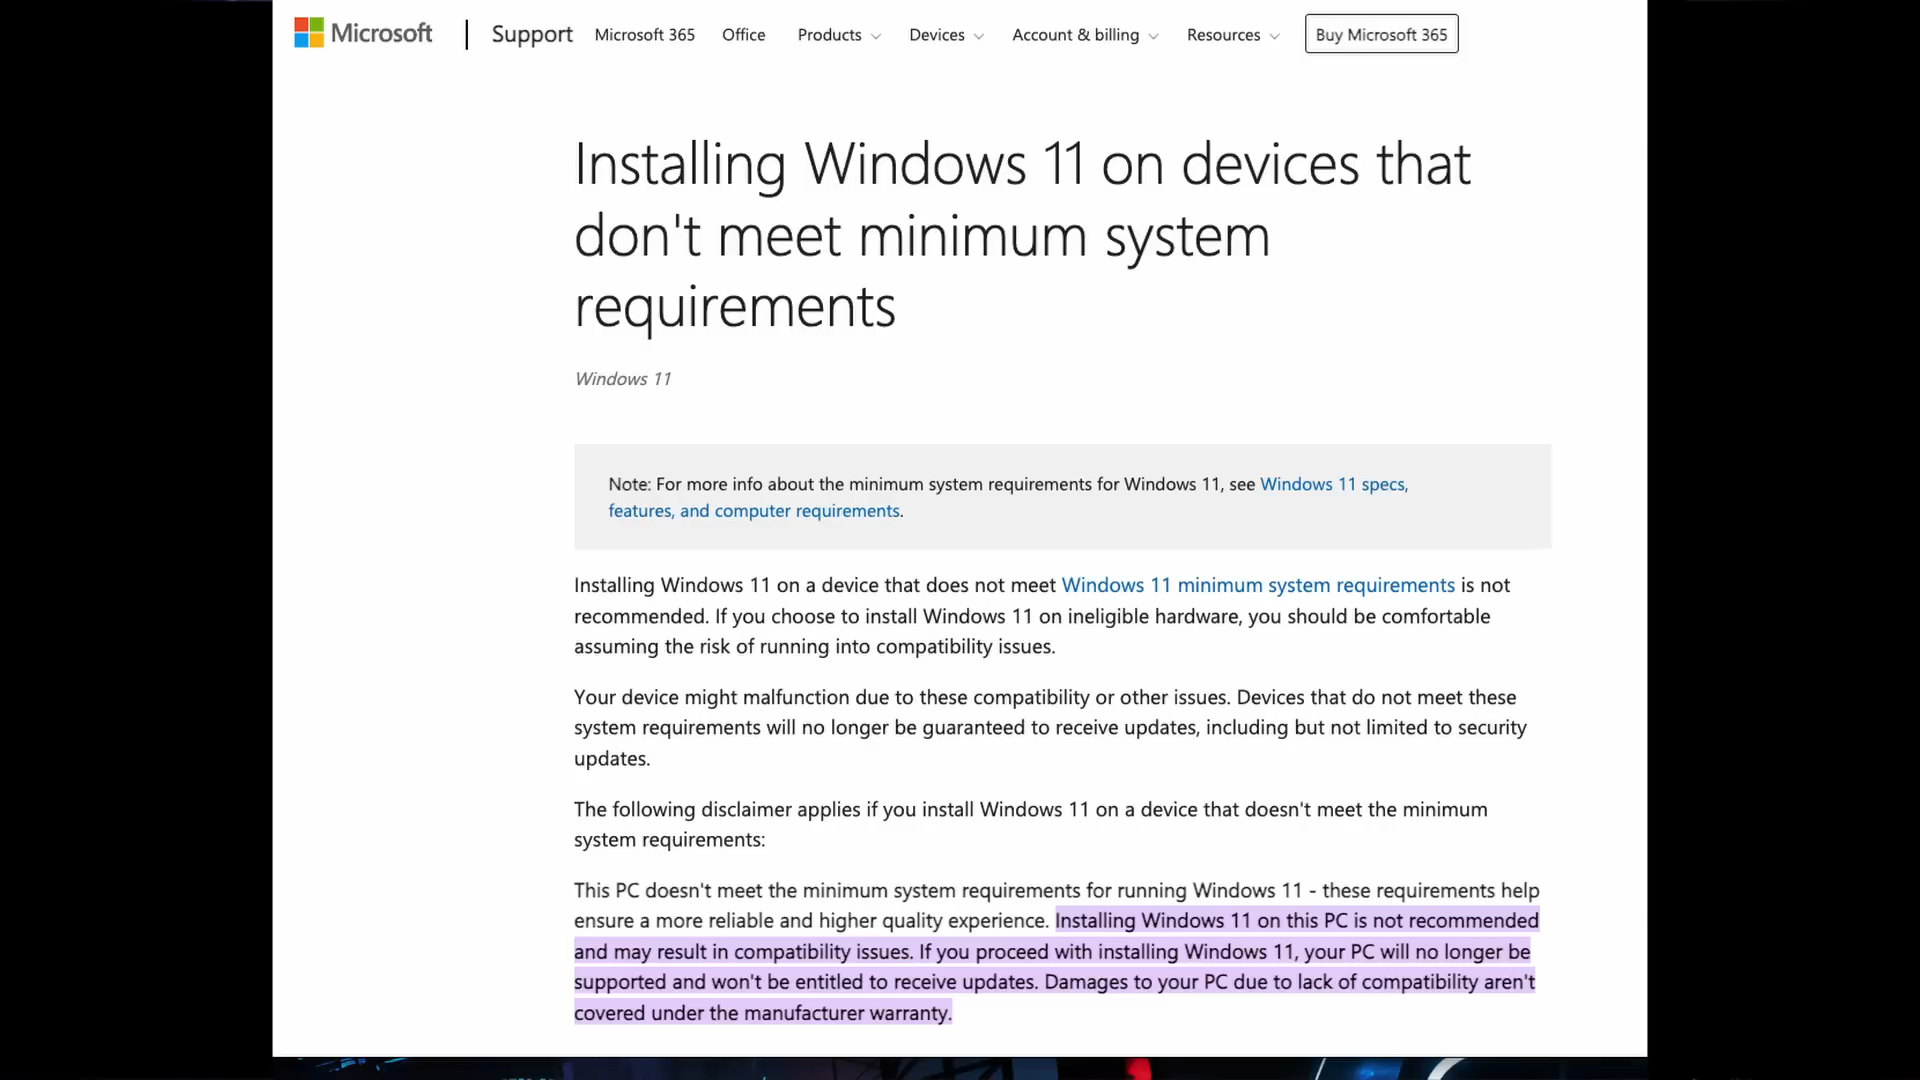 Microsoft Support Microsoft 365 Office Products Devices Account & billing Resources Buy Microsoft 365
Installing Windows 11 on devices that
don't meet minimum system
requirements
Windows 11
Note: For more info about the minimum system requirements for Windows 11, see Windows 11 specs,
features, and computer requirements.
Installing Windows 11 on a device that does not meet Windows 11 minimum system requirements is not
recommended. If you choose to install Windows 11 on ineligible hardware, you should be comfortable
assuming the risk of running into compatibility issues.
Your device might malfunction due to these compatibility or other issues. Devices that do not meet these
system requirements will no longer be guaranteed to receive updates, including but not limited to security
updates.
The following disclaimer applies if you install Windows 11 on a device that doesn't meet the minimum
system requirements:
This PC doesn't meet the minimum system requirements for running Windows 11 - these requirements help
ensure a more reliable and higher quality experience. Installing Windows 11 on this PC is not recommended
and may result in compatibility issues. If you proceed with installing Windows 11, your PC will no longer be
supported and won't be entitled to receive updates. Damages to your PC due to lack of compatibility aren't
covered under the manufacturer warranty.